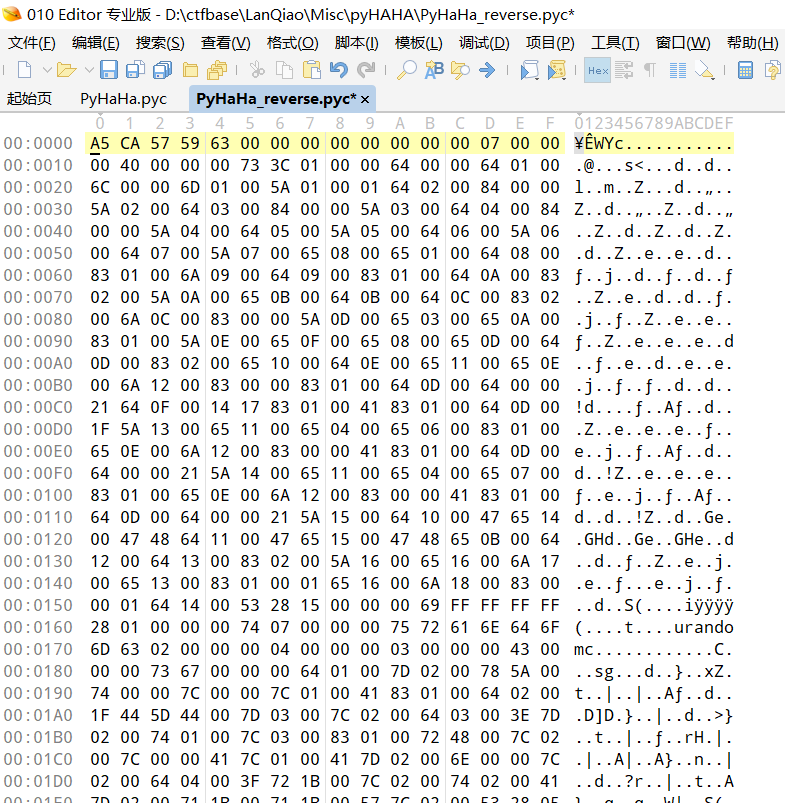 010 Editor 专业版 - D:\ctfbase\LanQiao\Misc\pyHAHA\PyHaHa_reverse.pyc*
文件(F) 编辑(E) 搜索(S) 查看(V) 格式(O) 脚本(I) 模板(L) 调试(D) 项目(P) 工具(T) 窗口(W) 帮助(H)
Hex
起始页 PyHaHa.pyc PyHaHa_reverse.pyc* ×
0 1 2 3 4 5 6 7 8 9 A B C D E F 0123456789ABCDEF
00:0000 A5 CA 57 59 63 00 00 00 00 00 00 00 00 07 00 00 ¥ÊWYc...........
00:0010 00 40 00 00 00 73 3C 01 00 00 64 00 00 64 01 00 .@...s<...d..d..
00:0020 6C 00 00 6D 01 00 5A 01 00 01 64 02 00 84 00 00 l..m..Z...d..„..
00:0030 5A 02 00 64 03 00 84 00 00 5A 03 00 64 04 00 84 Z..d..„..Z..d..„
00:0040 00 00 5A 04 00 64 05 00 5A 05 00 64 06 00 5A 06 ..Z..d..Z..d..Z.
00:0050 00 64 07 00 5A 07 00 65 08 00 65 01 00 64 08 00 .d..Z..e..e..d..
00:0060 83 01 00 6A 09 00 64 09 00 83 01 00 64 0A 00 83 ƒ..j..d..ƒ..d..ƒ
00:0070 02 00 5A 0A 00 65 0B 00 64 0B 00 64 0C 00 83 02 ..Z..e..d..d..ƒ.
00:0080 00 6A 0C 00 83 00 00 5A 0D 00 65 03 00 65 0A 00 .j..ƒ..Z..e..e..
00:0090 83 01 00 5A 0E 00 65 0F 00 65 08 00 65 0D 00 64 ƒ..Z..e..e..e..d
00:00A0 0D 00 83 02 00 65 10 00 64 0E 00 65 11 00 65 0E ..ƒ..e..d..e..e.
00:00B0 00 6A 12 00 83 00 00 83 01 00 64 0D 00 64 00 00 .j..ƒ..ƒ..d..d..
00:00C0 21 64 0F 00 14 17 83 01 00 41 83 01 00 64 0D 00 !d....ƒ..Aƒ..d..
00:00D0 1F 5A 13 00 65 11 00 65 04 00 65 06 00 83 01 00 .Z..e..e..e..ƒ..
00:00E0 65 0E 00 6A 12 00 83 00 00 41 83 01 00 64 0D 00 e..j..ƒ..Aƒ..d..
00:00F0 64 00 00 21 5A 14 00 65 11 00 65 04 00 65 07 00 d..!Z..e..e..e..
00:0100 83 01 00 65 0E 00 6A 12 00 83 00 00 41 83 01 00 ƒ..e..j..ƒ..Aƒ..
00:0110 64 0D 00 64 00 00 21 5A 15 00 64 10 00 47 65 14 d..d..!Z..d..Ge.
00:0120 00 47 48 64 11 00 47 65 15 00 47 48 65 0B 00 64 .GHd..Ge..GHe..d
00:0130 12 00 64 13 00 83 02 00 5A 16 00 65 16 00 6A 17 ..d..ƒ..Z..e..j.
00:0140 00 65 13 00 83 01 00 01 65 16 00 6A 18 00 83 00 .e..ƒ...e..j..ƒ.
00:0150 00 01 64 14 00 53 28 15 00 00 00 69 FF FF FF FF ..d..S(....iÿÿÿÿ
00:0160 28 01 00 00 00 74 07 00 00 00 75 72 61 6E 64 6F (....t....urando
00:0170 6D 63 02 00 00 00 04 00 00 00 03 00 00 00 43 00 mc............C.
00:0180 00 00 73 67 00 00 00 64 01 00 7D 02 00 78 5A 00 ..sg...d..}..xZ.
00:0190 74 00 00 7C 00 00 7C 01 00 41 83 01 00 64 02 00 t..|..|..Aƒ..d..
00:01A0 1F 44 5D 44 00 7D 03 00 7C 02 00 64 03 00 3E 7D .D]D.}..|..d..>}
00:01B0 02 00 74 01 00 7C 03 00 83 01 00 72 48 00 7C 02 ..t..|..ƒ..rH.|.
00:01C0 00 7C 00 00 41 7C 01 00 41 7D 02 00 6E 00 00 7C .|..A|..A}..n..|
00:01D0 02 00 64 04 00 3F 72 1B 00 7C 02 00 74 02 00 41 ..d..?r..|..t..A